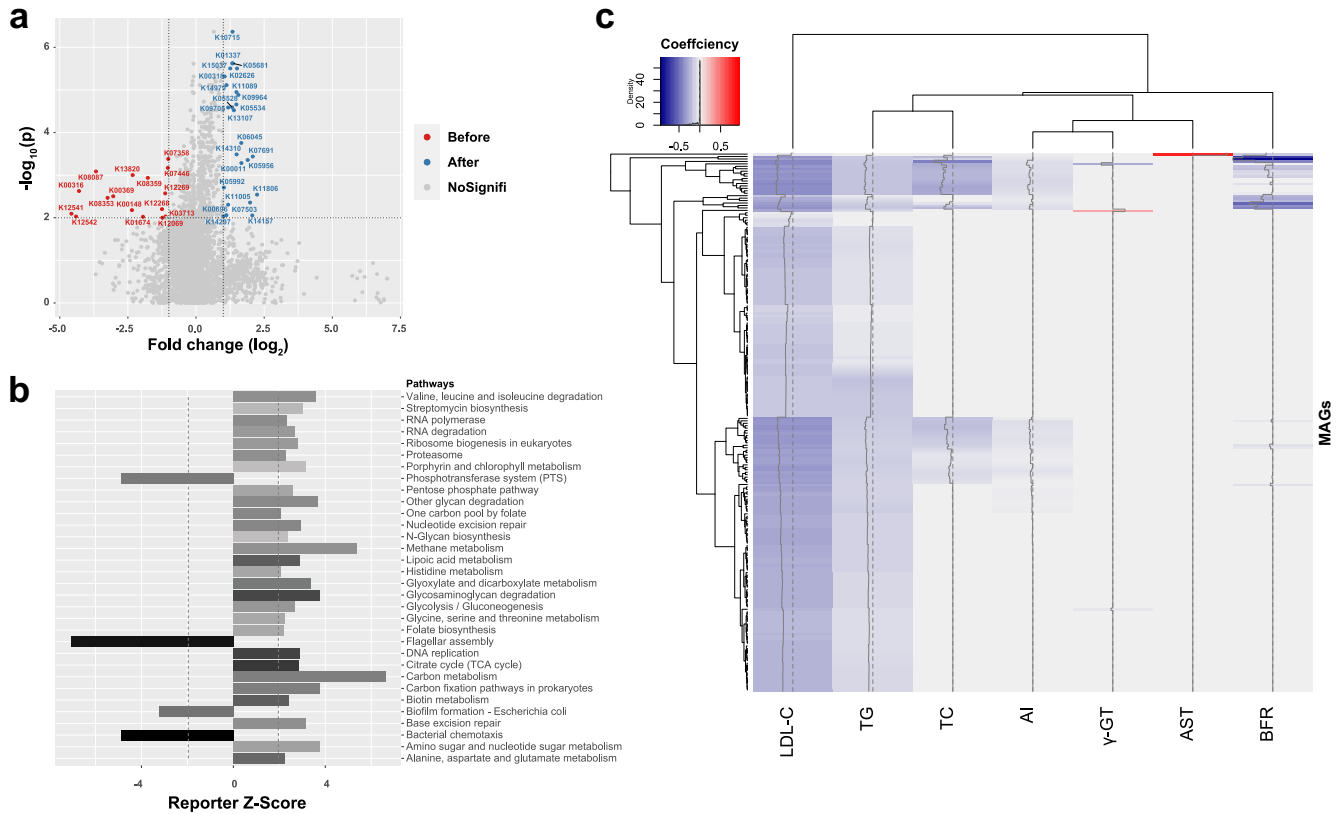 a
-log10(p)
6
4
2
0
K10715
K01337
K15037
K05681
K00318
K02626
K14979
K11089
K05528
K09964
K09705
K05534
K13107
K06045
K14310
K07691
K00011
K05956
K05992
K11806
K11005
K00696
K07503
K14297
K14157
K07358
K13820
K07446
K08087
K08359
K00316
K12269
K00369
K08353
K00148
K12268
K12541
K03713
K12542
K01674
K12069
-5.0
-2.5
0.0
2.5
5.0
7.5
Fold change (log2)
Before
After
NoSignifi
b
Pathways
Valine, leucine and isoleucine degradation
Streptomycin biosynthesis
RNA polymerase
RNA degradation
Ribosome biogenesis in eukaryotes
Proteasome
Porphyrin and chlorophyll metabolism
Phosphotransferase system (PTS)
Pentose phosphate pathway
Other glycan degradation
One carbon pool by folate
Nucleotide excision repair
N-Glycan biosynthesis
Methane metabolism
Lipoic acid metabolism
Histidine metabolism
Glyoxylate and dicarboxylate metabolism
Glycosaminoglycan degradation
Glycolysis / Gluconeogenesis
Glycine, serine and threonine metabolism
Folate biosynthesis
Flagellar assembly
DNA replication
Citrate cycle (TCA cycle)
Carbon metabolism
Carbon fixation pathways in prokaryotes
Biotin metabolism
Biofilm formation - Escherichia coli
Base excision repair
Bacterial chemotaxis
Amino sugar and nucleotide sugar metabolism
Alanine, aspartate and glutamate metabolism
-4
0
4
Reporter Z-Score
c
Coeffciency
Density
0 20 40
-0.5 0.5
MAGs
LDL-C
TG
TC
AI
γ-GT
AST
BFR